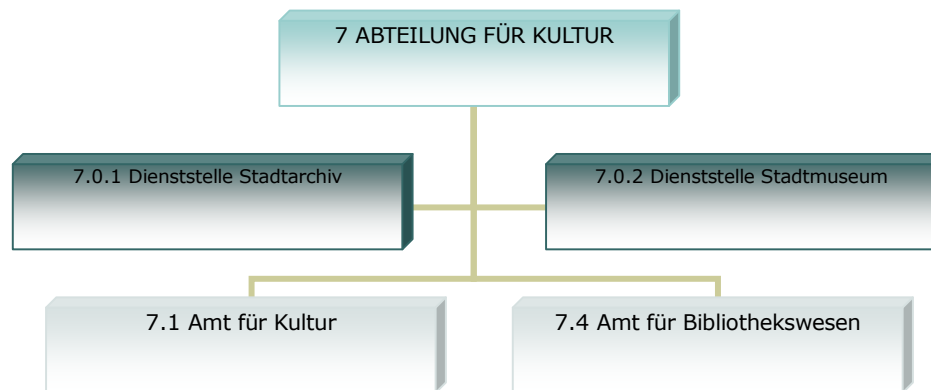 7 ABTEILUNG FÜR KULTUR
7.0.1 Dienststelle Stadtarchiv
7.0.2 Dienststelle Stadtmuseum
7.1 Amt für Kultur
7.4 Amt für Bibliothekswesen